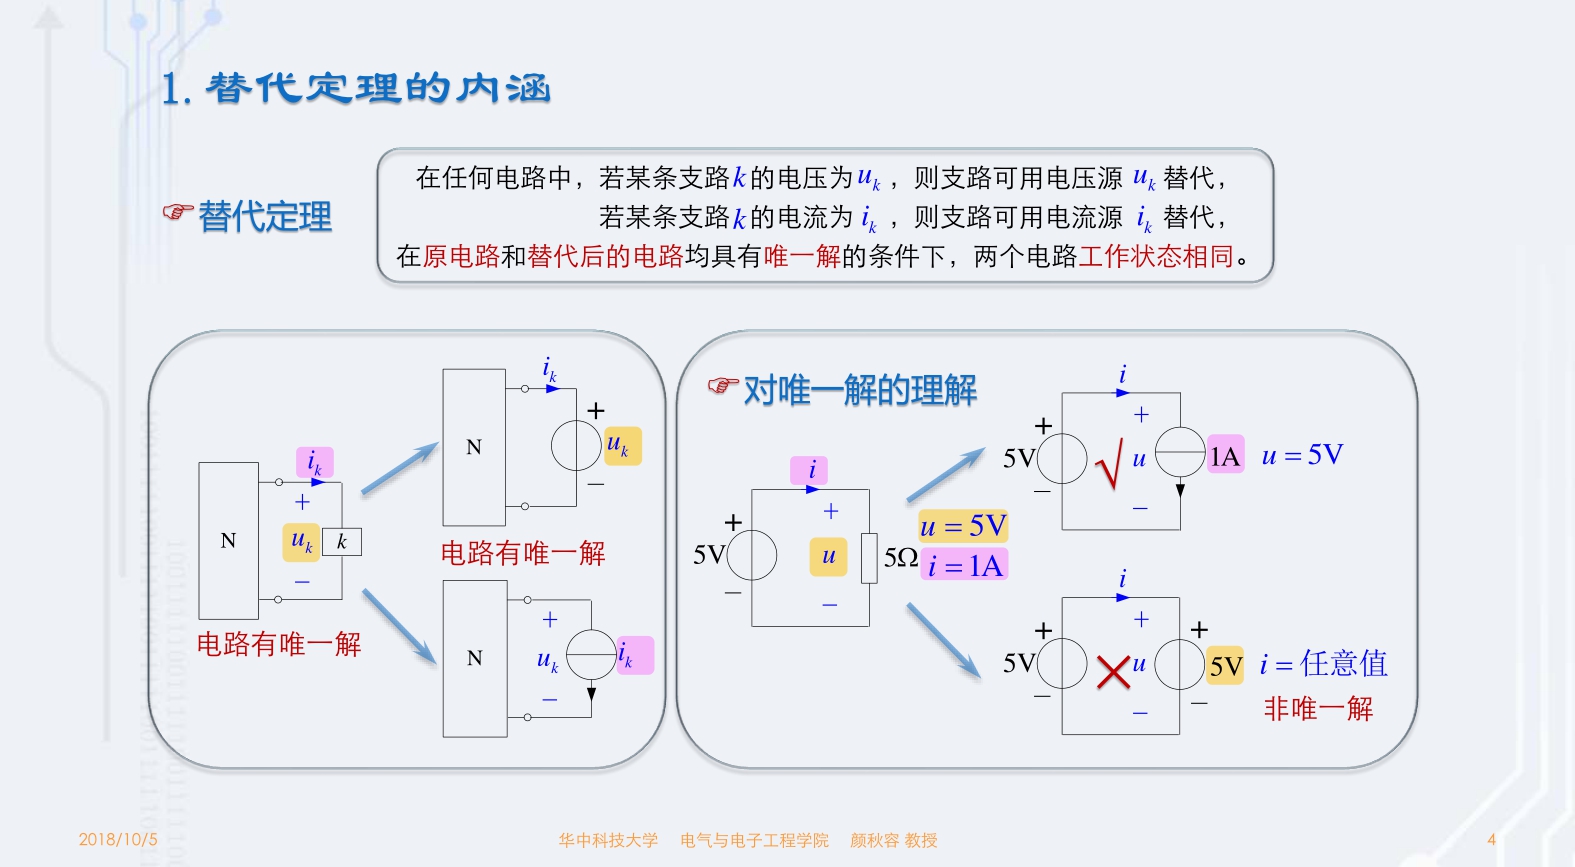 1. 替代定理的内涵
☞替代定理
在任何电路中，若某条支路k的电压为u_k，则支路可用电压源 u_k 替代，
若某条支路k的电流为 i_k，则支路可用电流源 i_k 替代，
在原电路和替代后的电路均具有唯一解的条件下，两个电路工作状态相同。
N
i_k
+
u_k
−
k
电路有唯一解
N
i_k
+
u_k
−
电路有唯一解
N
+
u_k
−
i_k
☞对唯一解的理解
5V
+
−
i
+
u
−
5Ω
u = 5V
i = 1A
i
+
5V
−
+
u
−
√
1A
u = 5V
i
+
5V
−
+
u
−
×
+
5V
−
i = 任意值
非唯一解
2018/10/5
华中科技大学 电气与电子工程学院 颜秋容 教授
4